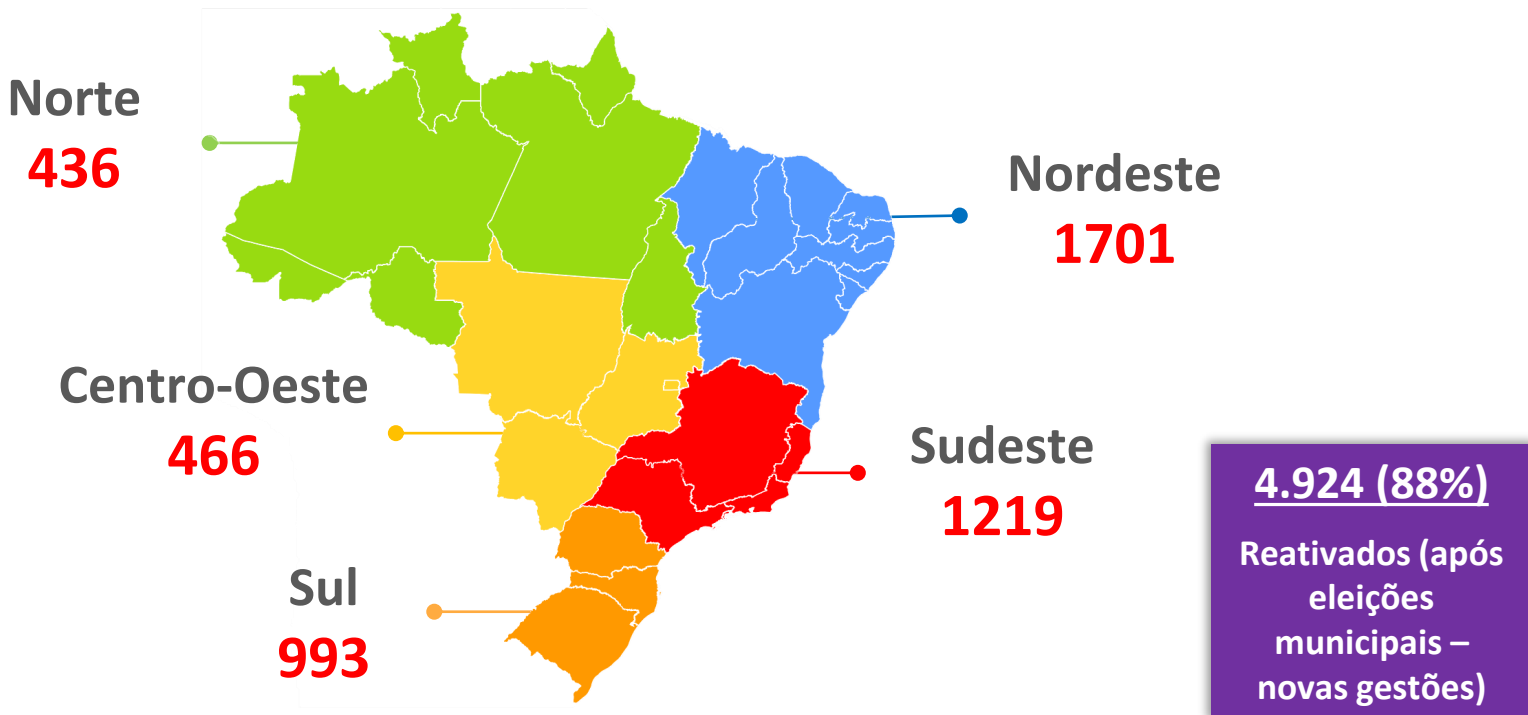 Norte
436
Nordeste
1701
Centro-Oeste
466
Sudeste
1219
Sul
993
4.924 (88%)
Reativados (após
eleições
municipais –
novas gestões)